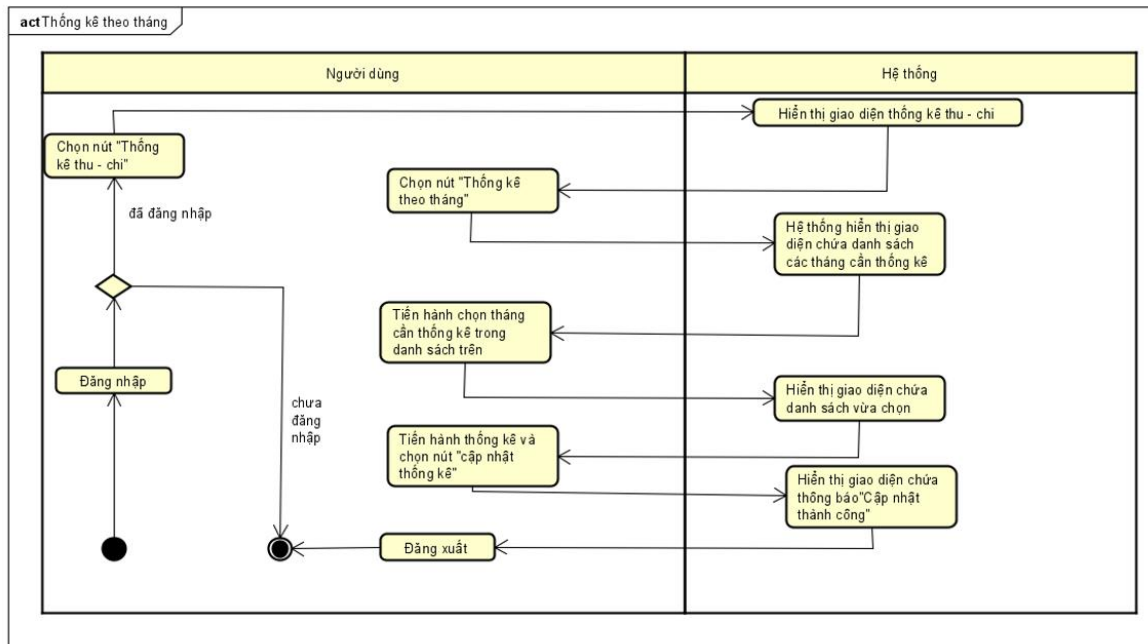 act Thống kê theo tháng
Người dùng
Hệ thống
Hiển thị giao diện thống kê thu - chi
Chọn nút "Thống
kê thu - chi"
Chọn nút "Thống kê
theo tháng"
đã đăng nhập
Hệ thống hiển thị giao
diện chứa danh sách
các tháng cần thống kê
Tiến hành chọn tháng
cần thống kê trong
danh sách trên
Đăng nhập
Hiển thị giao diện chứa
danh sách vừa chọn
chưa
đăng
nhập
Tiến hành thống kê và
chọn nút "cập nhật
thống kê"
Hiển thị giao diện chứa
thông báo"Cập nhật
thành công"
Đăng xuất